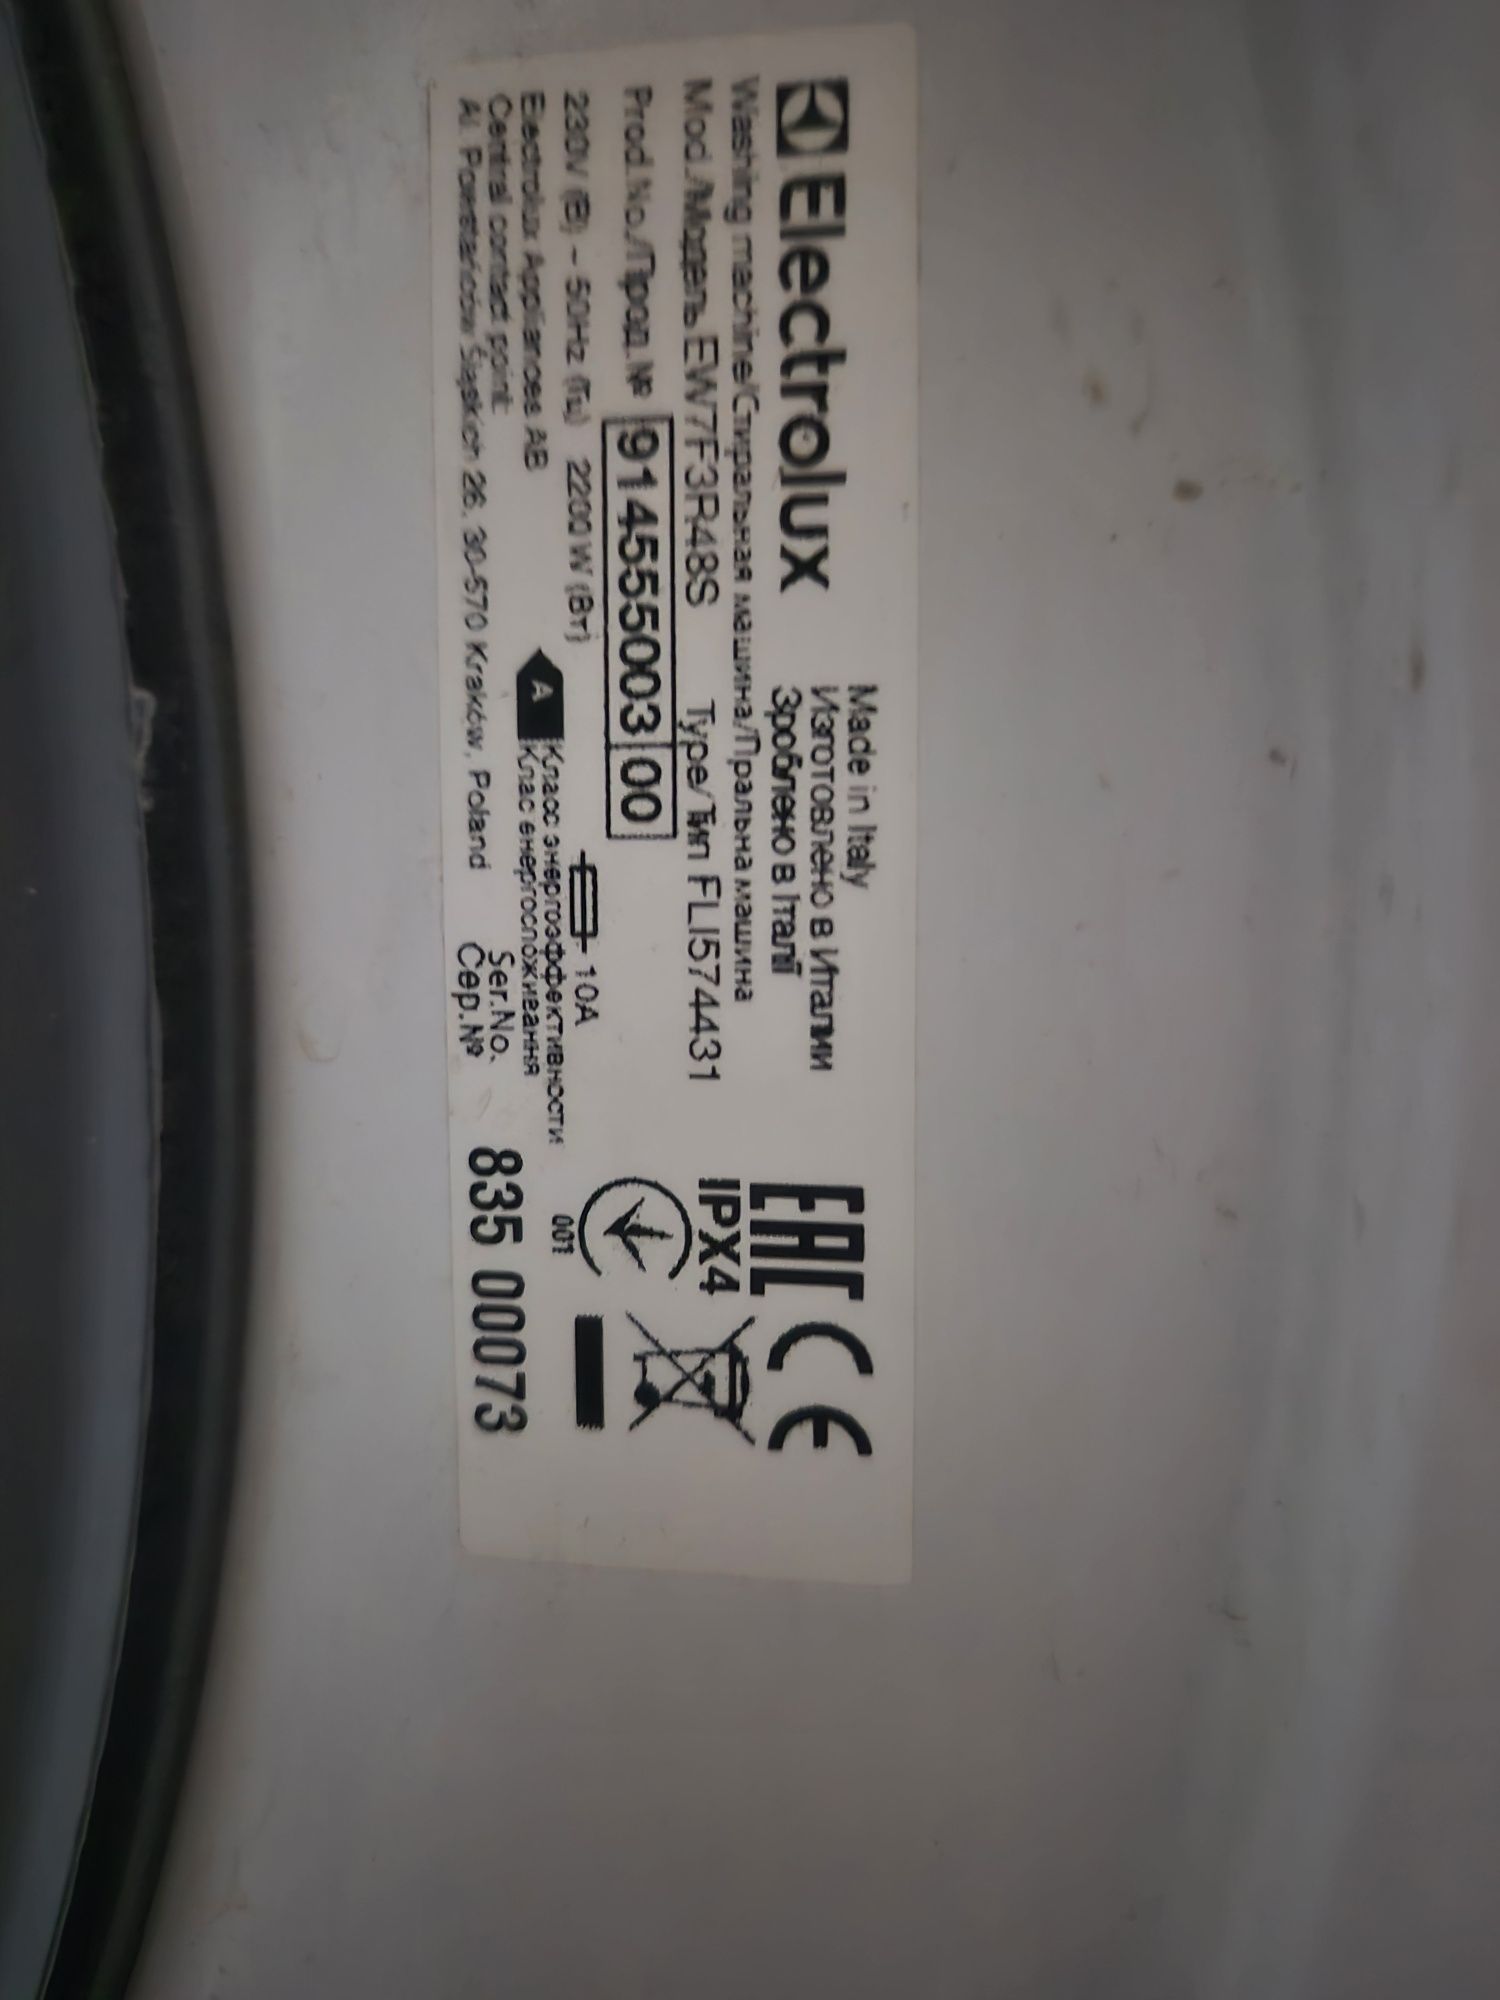 Electrolux
Made in Italy
Изготовлено в Италии
Зроблено в Італії
EAC CE
Washing machine/Стиральная машина/Пральна машина
Mod./Модель EW7F3R48S Type/Тип FLI574431
IPX4
Prod.No./Прод.№ 914555003 00
230V (В) ~ 50Hz (Гц) 2200 W (Вт) 10A
001
Electrolux Appliances AB
A Класс энергоэффективности
Клас енергоспоживання
Central contact point:
Al. Powstańców Śląskich 26, 30-570 Kraków, Poland
Ser.No.
Сер.№ 835 00073